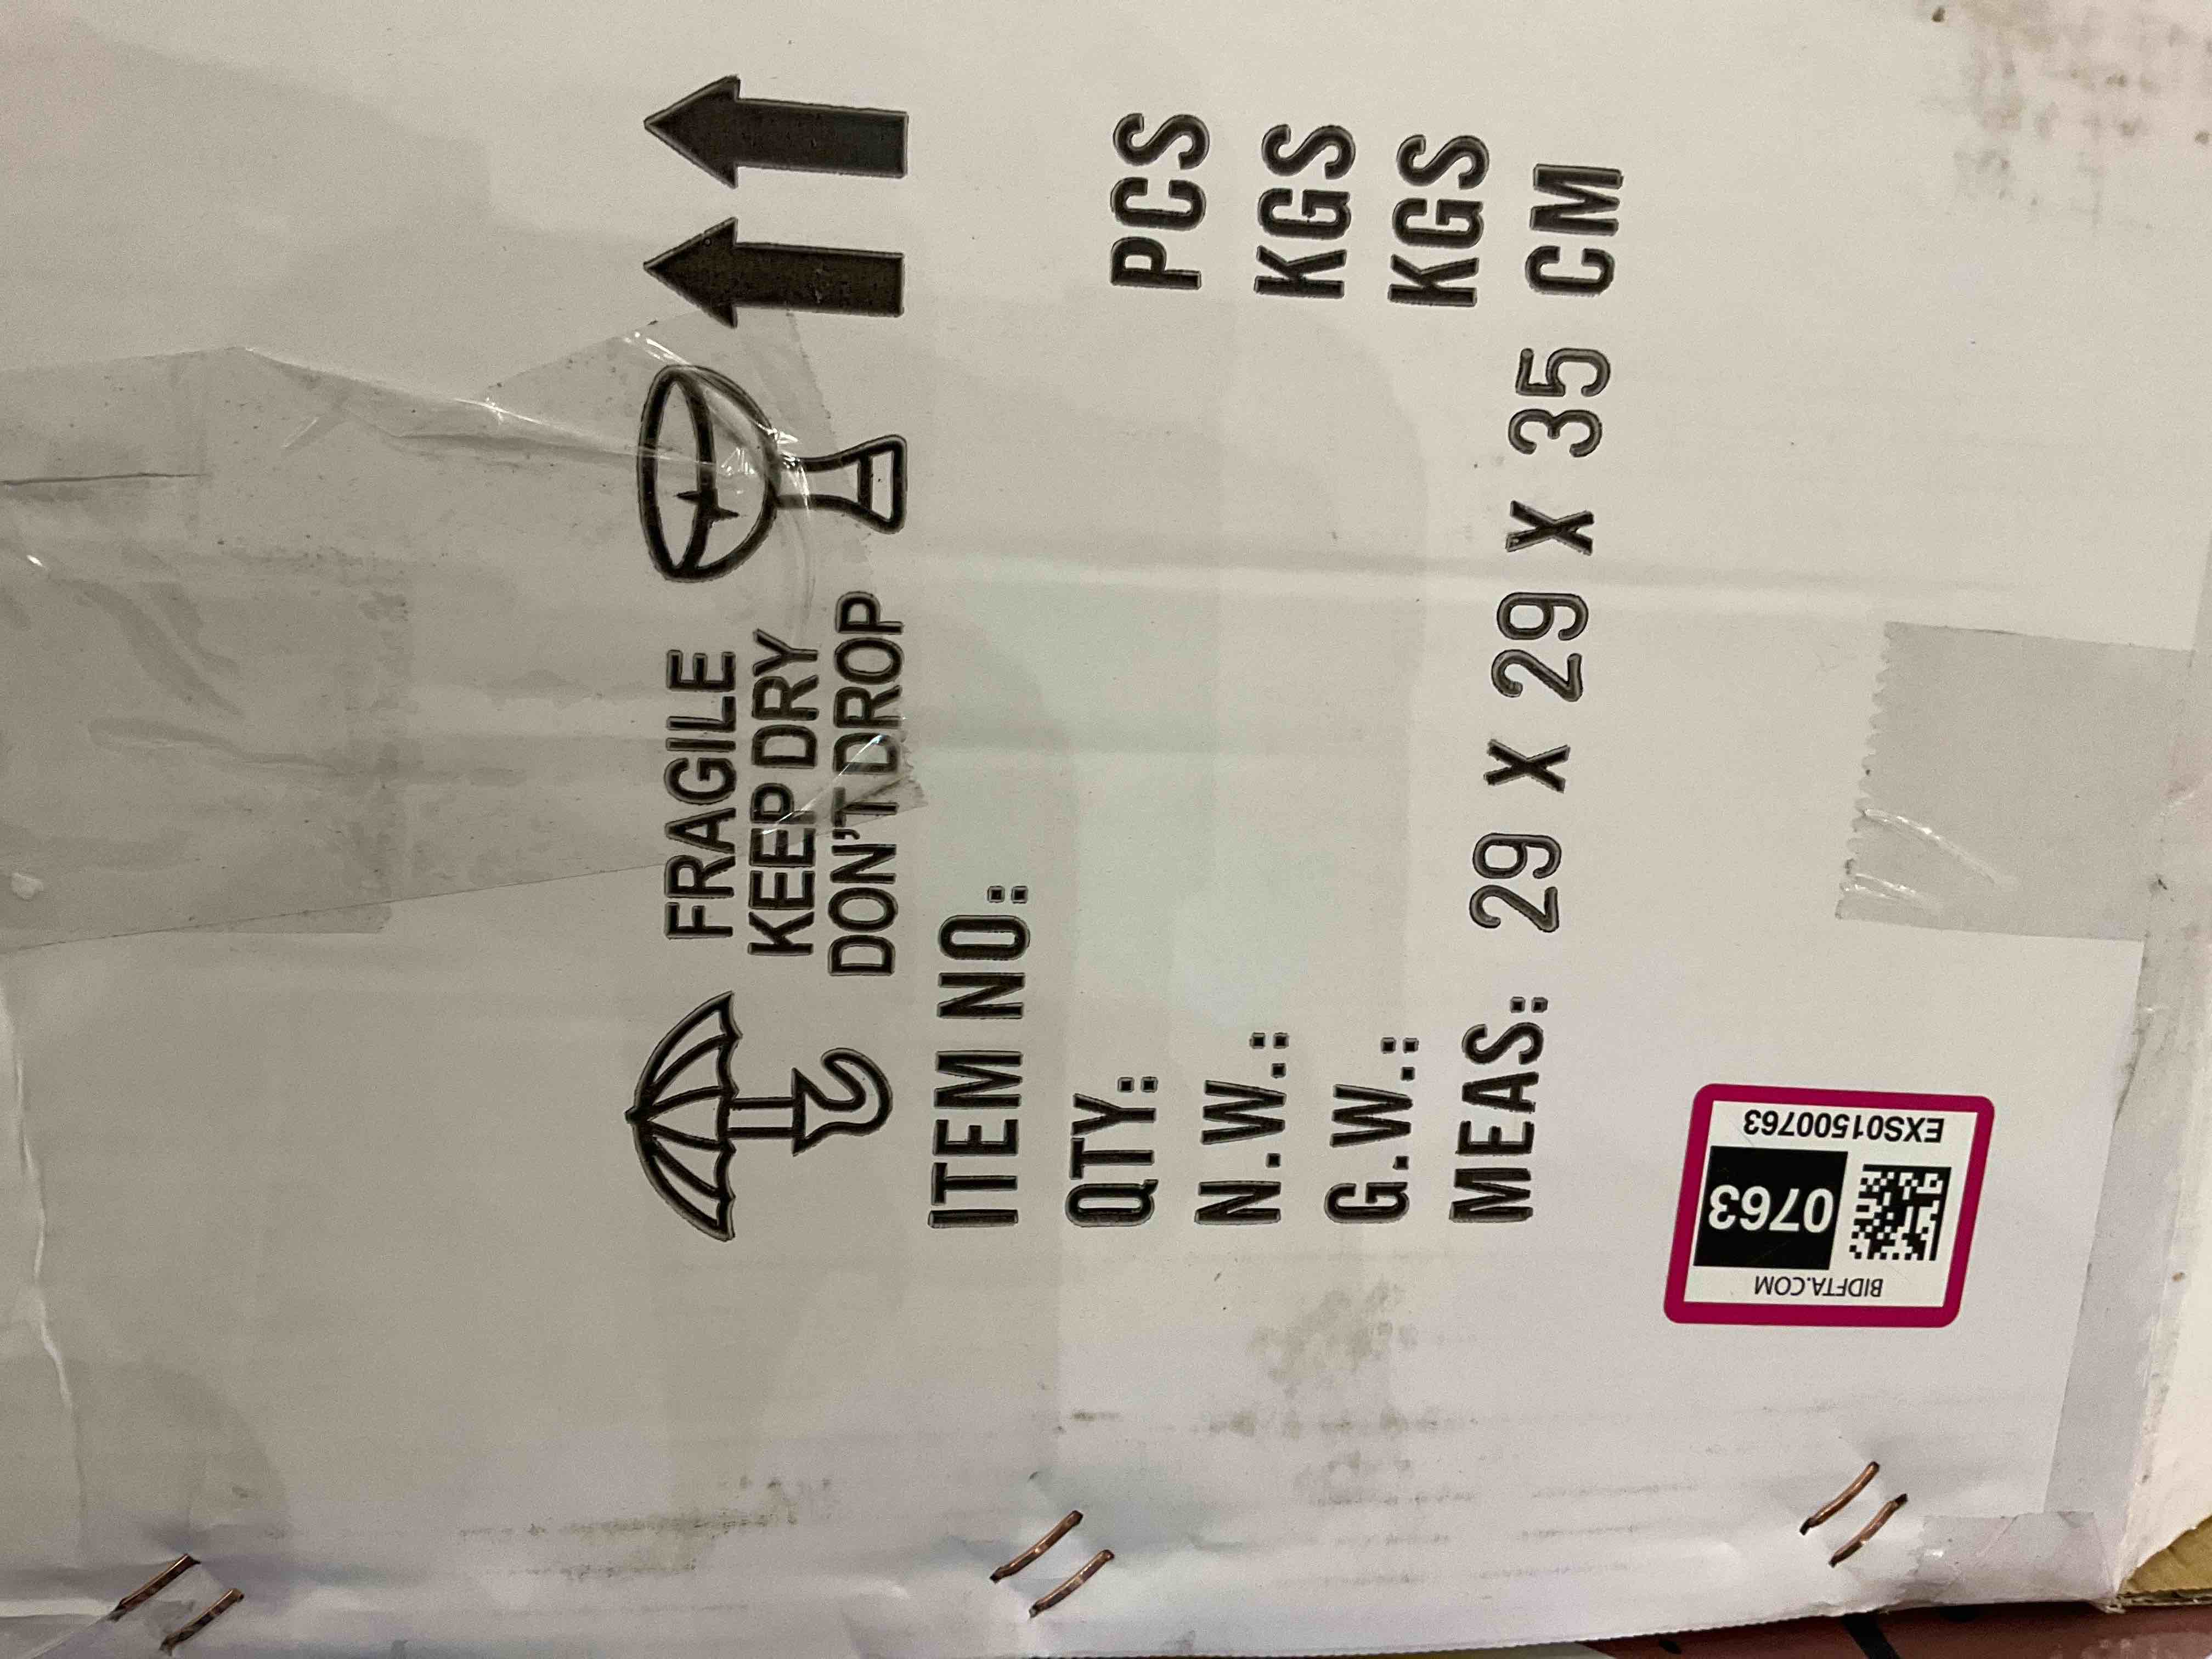 FRAGILE
KEEP DRY
DON'T DROP
ITEM NO.:
QTY: PCS
N.W.: KGS
G.W.: KGS
MEAS: 29 X 29 X 35 CM
BIDFTA.COM
0763
EXS01500763